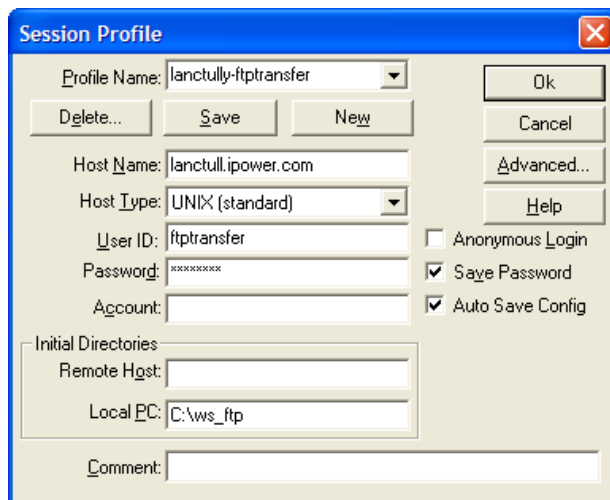 Session Profile
Profile Name: lanctully-ftptransfer
Ok
Delete... Save New
Cancel
Host Name: lanctull.ipower.com
Advanced...
Host Type: UNIX (standard)
Help
User ID: ftptransfer
Anonymous Login
Password: ********
Save Password
Account:
Auto Save Config
Initial Directories
Remote Host:
Local PC: C:\ws_ftp
Comment: